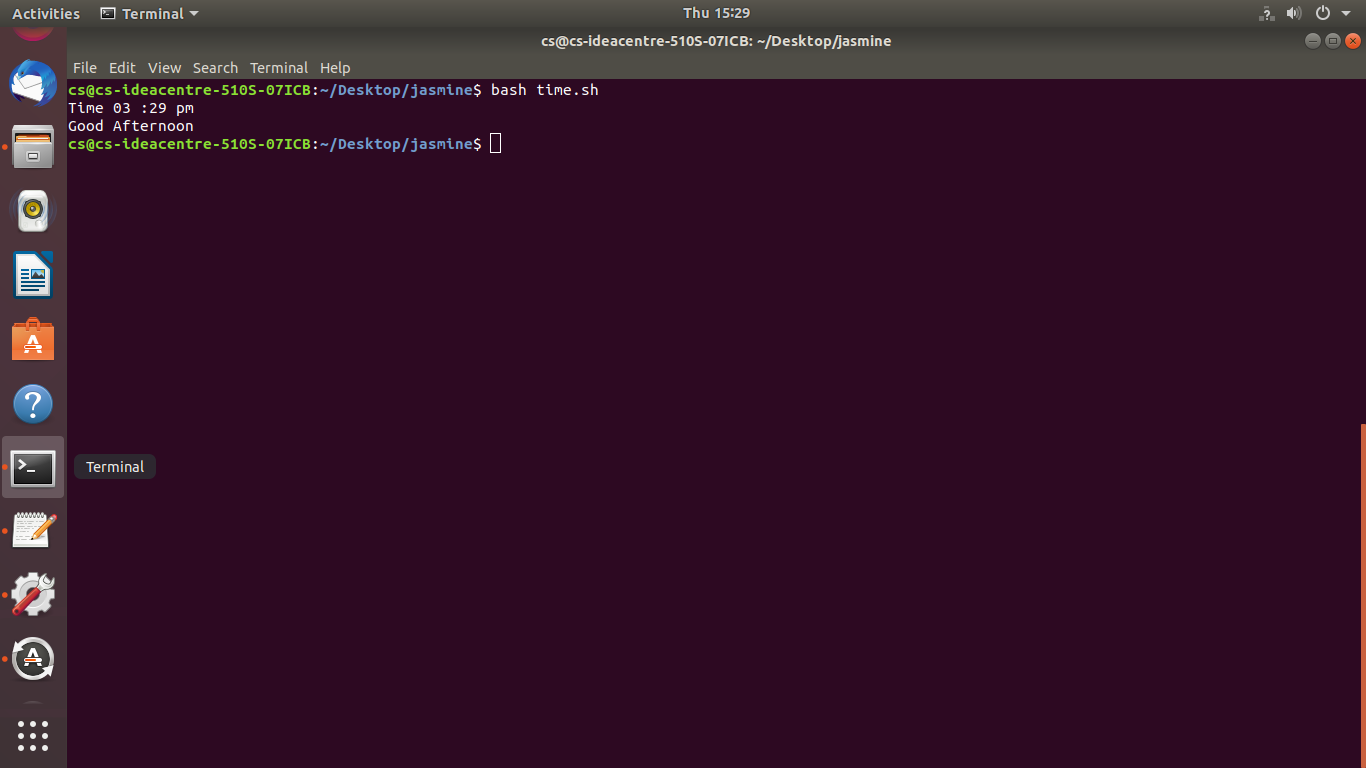 Activities Terminal Thu 15:29
cs@cs-ideacentre-510S-07ICB: ~/Desktop/jasmine
File Edit View Search Terminal Help
cs@cs-ideacentre-510S-07ICB:~/Desktop/jasmine$ bash time.sh
Time 03 :29 pm
Good Afternoon
cs@cs-ideacentre-510S-07ICB:~/Desktop/jasmine$
Terminal